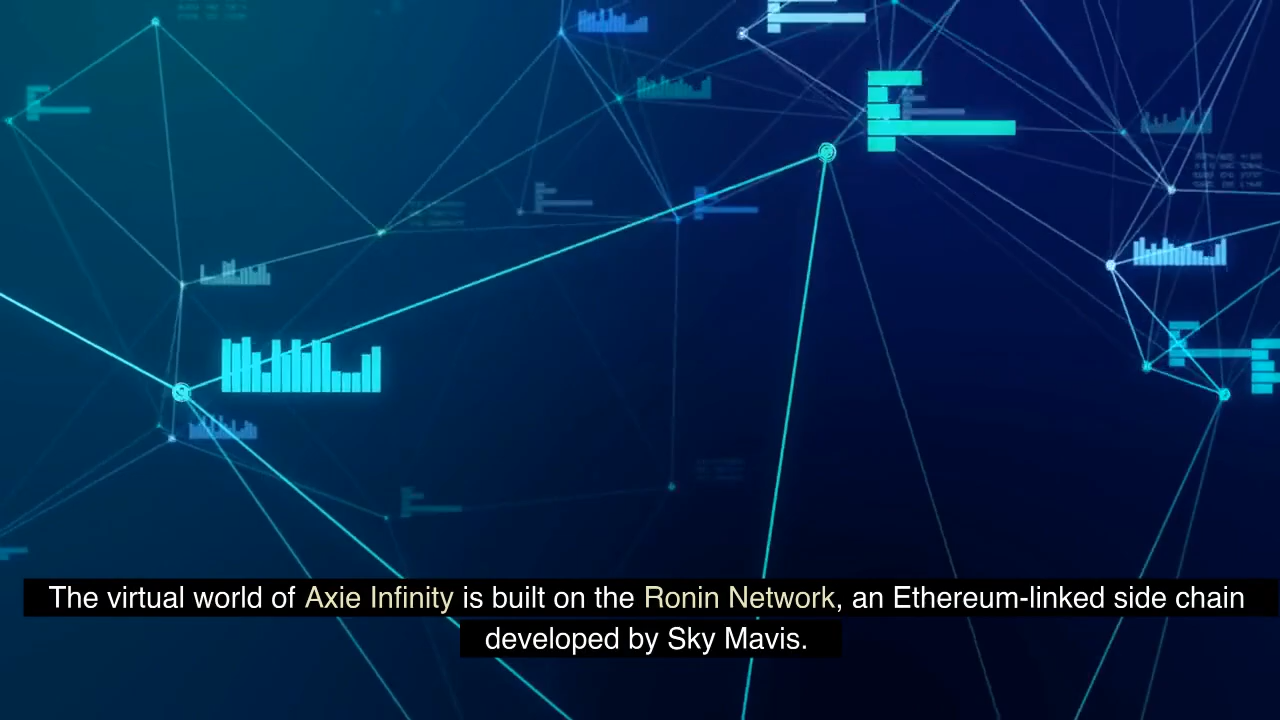 The virtual world of Axie Infinity is built on the Ronin Network, an Ethereum-linked side chain
developed by Sky Mavis.